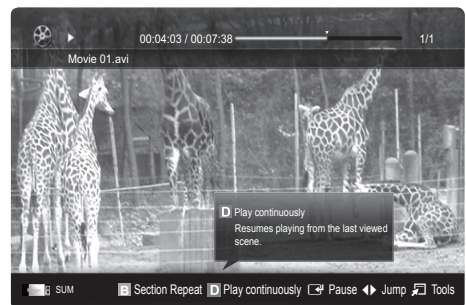 00:04:03 / 00:07:38 1/1
Movie 01.avi
D Play continuously
Resumes playing from the last viewed
scene.
SUM B Section Repeat D Play continuously Pause Jump Tools